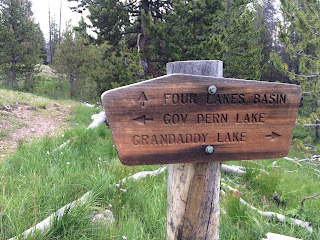 ↑ FOUR LAKES BASIN
← GOV DERN LAKE
GRANDADDY LAKE →